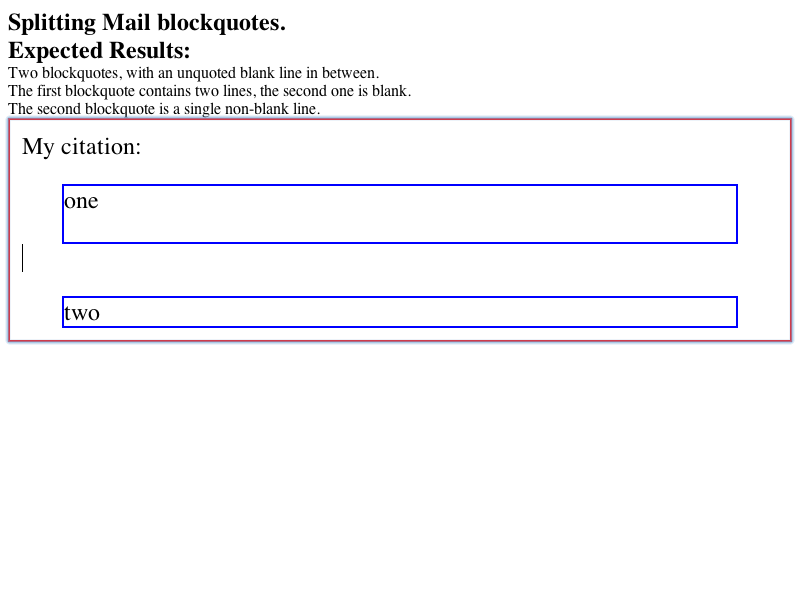 Splitting Mail blockquotes.
Expected Results:
Two blockquotes, with an unquoted blank line in between.
The first blockquote contains two lines, the second one is blank.
The second blockquote is a single non-blank line.
My citation:
one
two